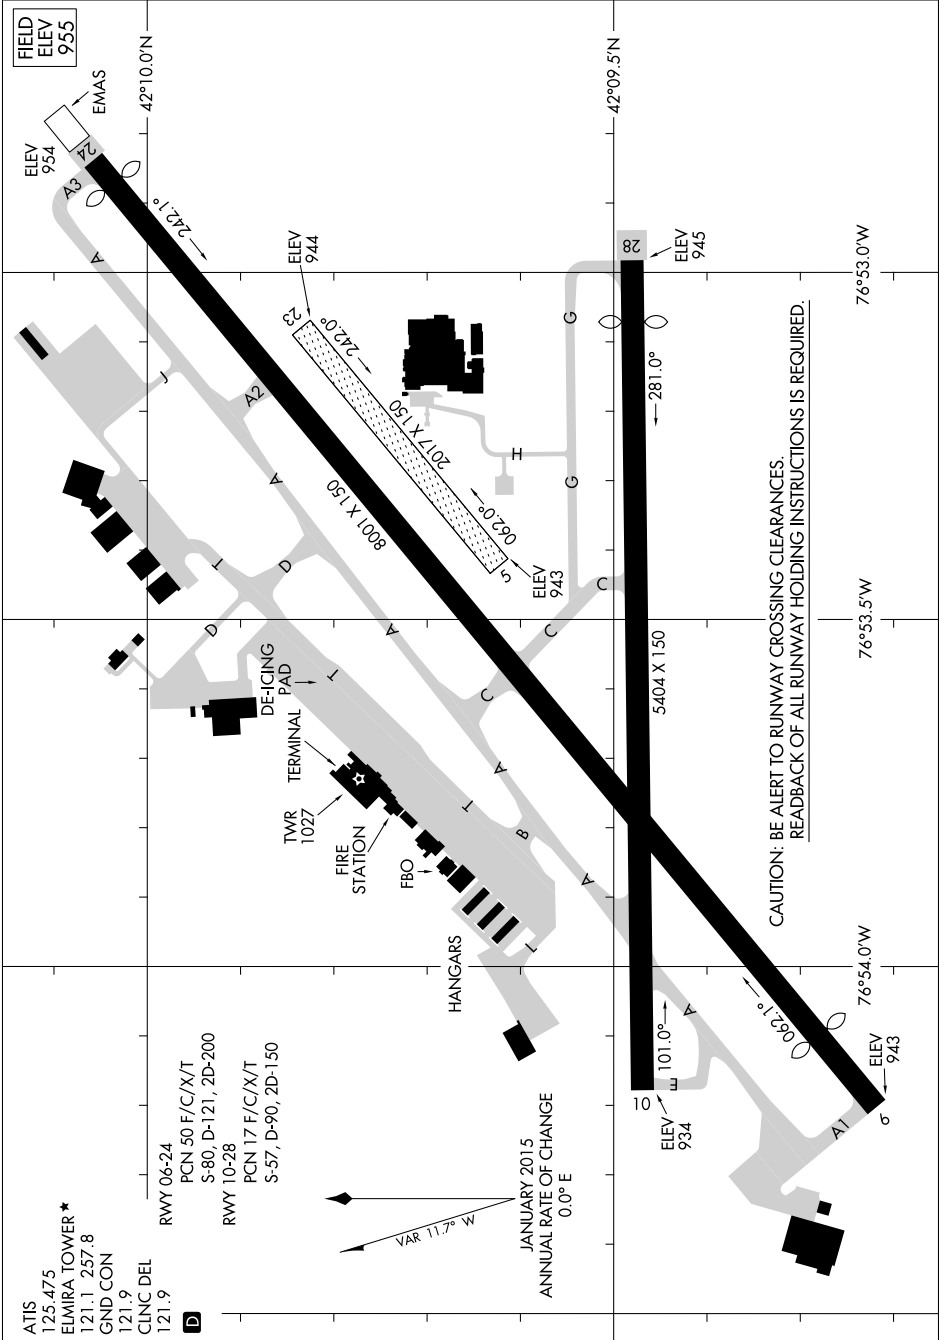 FIELD
ELEV
955
ATIS
125.475
ELMIRA TOWER★
121.1 257.8
GND CON
121.9
CLNC DEL
121.9
D
RWY 06-24
PCN 50 F/C/X/T
S-80, D-121, 2D-200
RWY 10-28
PCN 17 F/C/X/T
S-57, D-90, 2D-150
VAR 11.7° W
JANUARY 2015
ANNUAL RATE OF CHANGE
0.0° E
42°10.0'N
42°09.5'N
76°53.0'W
76°53.5'W
76°54.0'W
EMAS
ELEV
954
24
A3
A
242.1°
J
A2
A
8001 X 150
ELEV
944
23
242.0°
2017 X 150
062.0°
5
ELEV
943
H
G
G
28
ELEV
945
281.0°
5404 X 150
C
C
C
D
D
T
A
DE-ICING
PAD
T
TERMINAL
TWR
1027
FIRE
STATION
FBO
T
A
B
A
HANGARS
T
A
101.0°
10
E
ELEV
934
062.1°
ELEV
943
6
A1
CAUTION: BE ALERT TO RUNWAY CROSSING CLEARANCES.
READBACK OF ALL RUNWAY HOLDING INSTRUCTIONS IS REQUIRED.